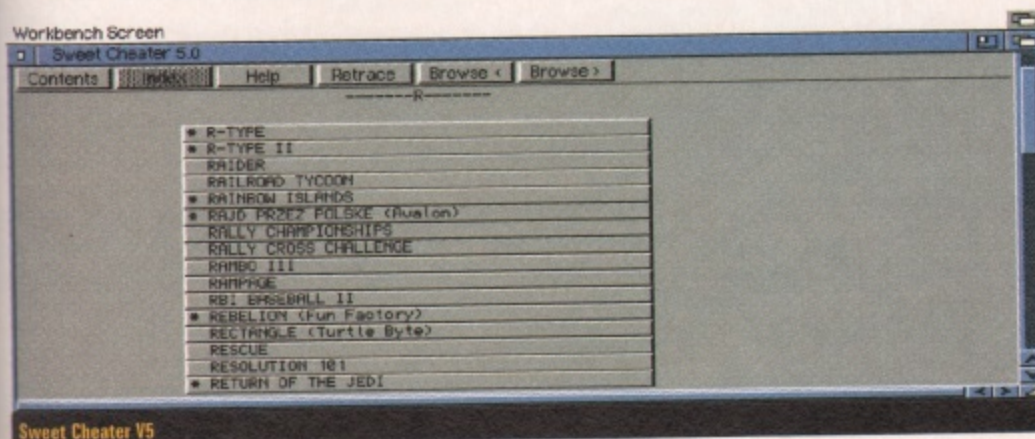 Workbench Screen
Sweet Cheater 5.0
Contents Index Help Retrace Browse < Browse >
-------R-------
• R-TYPE
• R-TYPE II
RAIDER
RAILROAD TYCOON
• RAINBOW ISLANDS
• RAJD PRZEZ POLSKE (Avalon)
RALLY CHAMPIONSHIPS
RALLY CROSS CHALLENGE
RAMBO III
RAMPAGE
RBI BASEBALL II
• REBELION (Fun Factory)
RECTANGLE (Turtle Byte)
RESCUE
RESOLUTION 101
• RETURN OF THE JEDI
Sweet Cheater V5